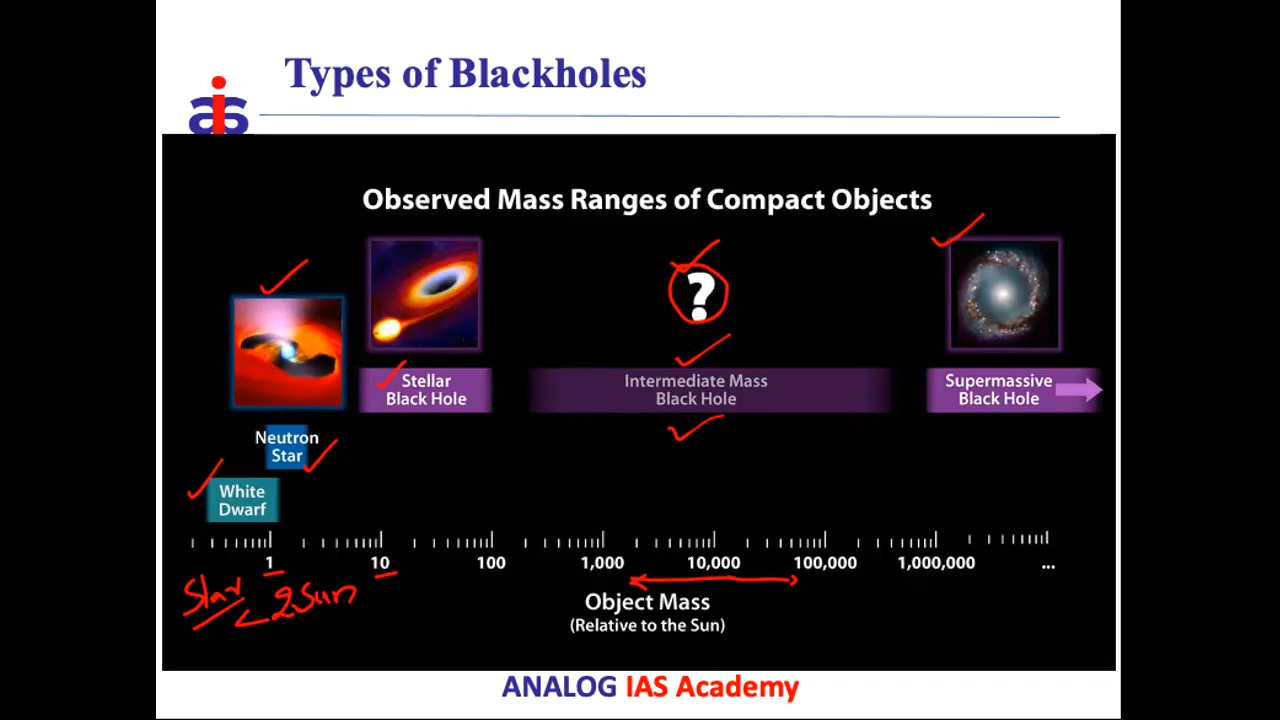 Types of Blackholes
ais
Observed Mass Ranges of Compact Objects
?
Stellar
Black Hole
Intermediate Mass
Black Hole
Supermassive
Black Hole
Neutron
Star
White
Dwarf
1 10 100 1,000 10,000 100,000 1,000,000 ...
Star < 2 Sun
Object Mass
(Relative to the Sun)
ANALOG IAS Academy